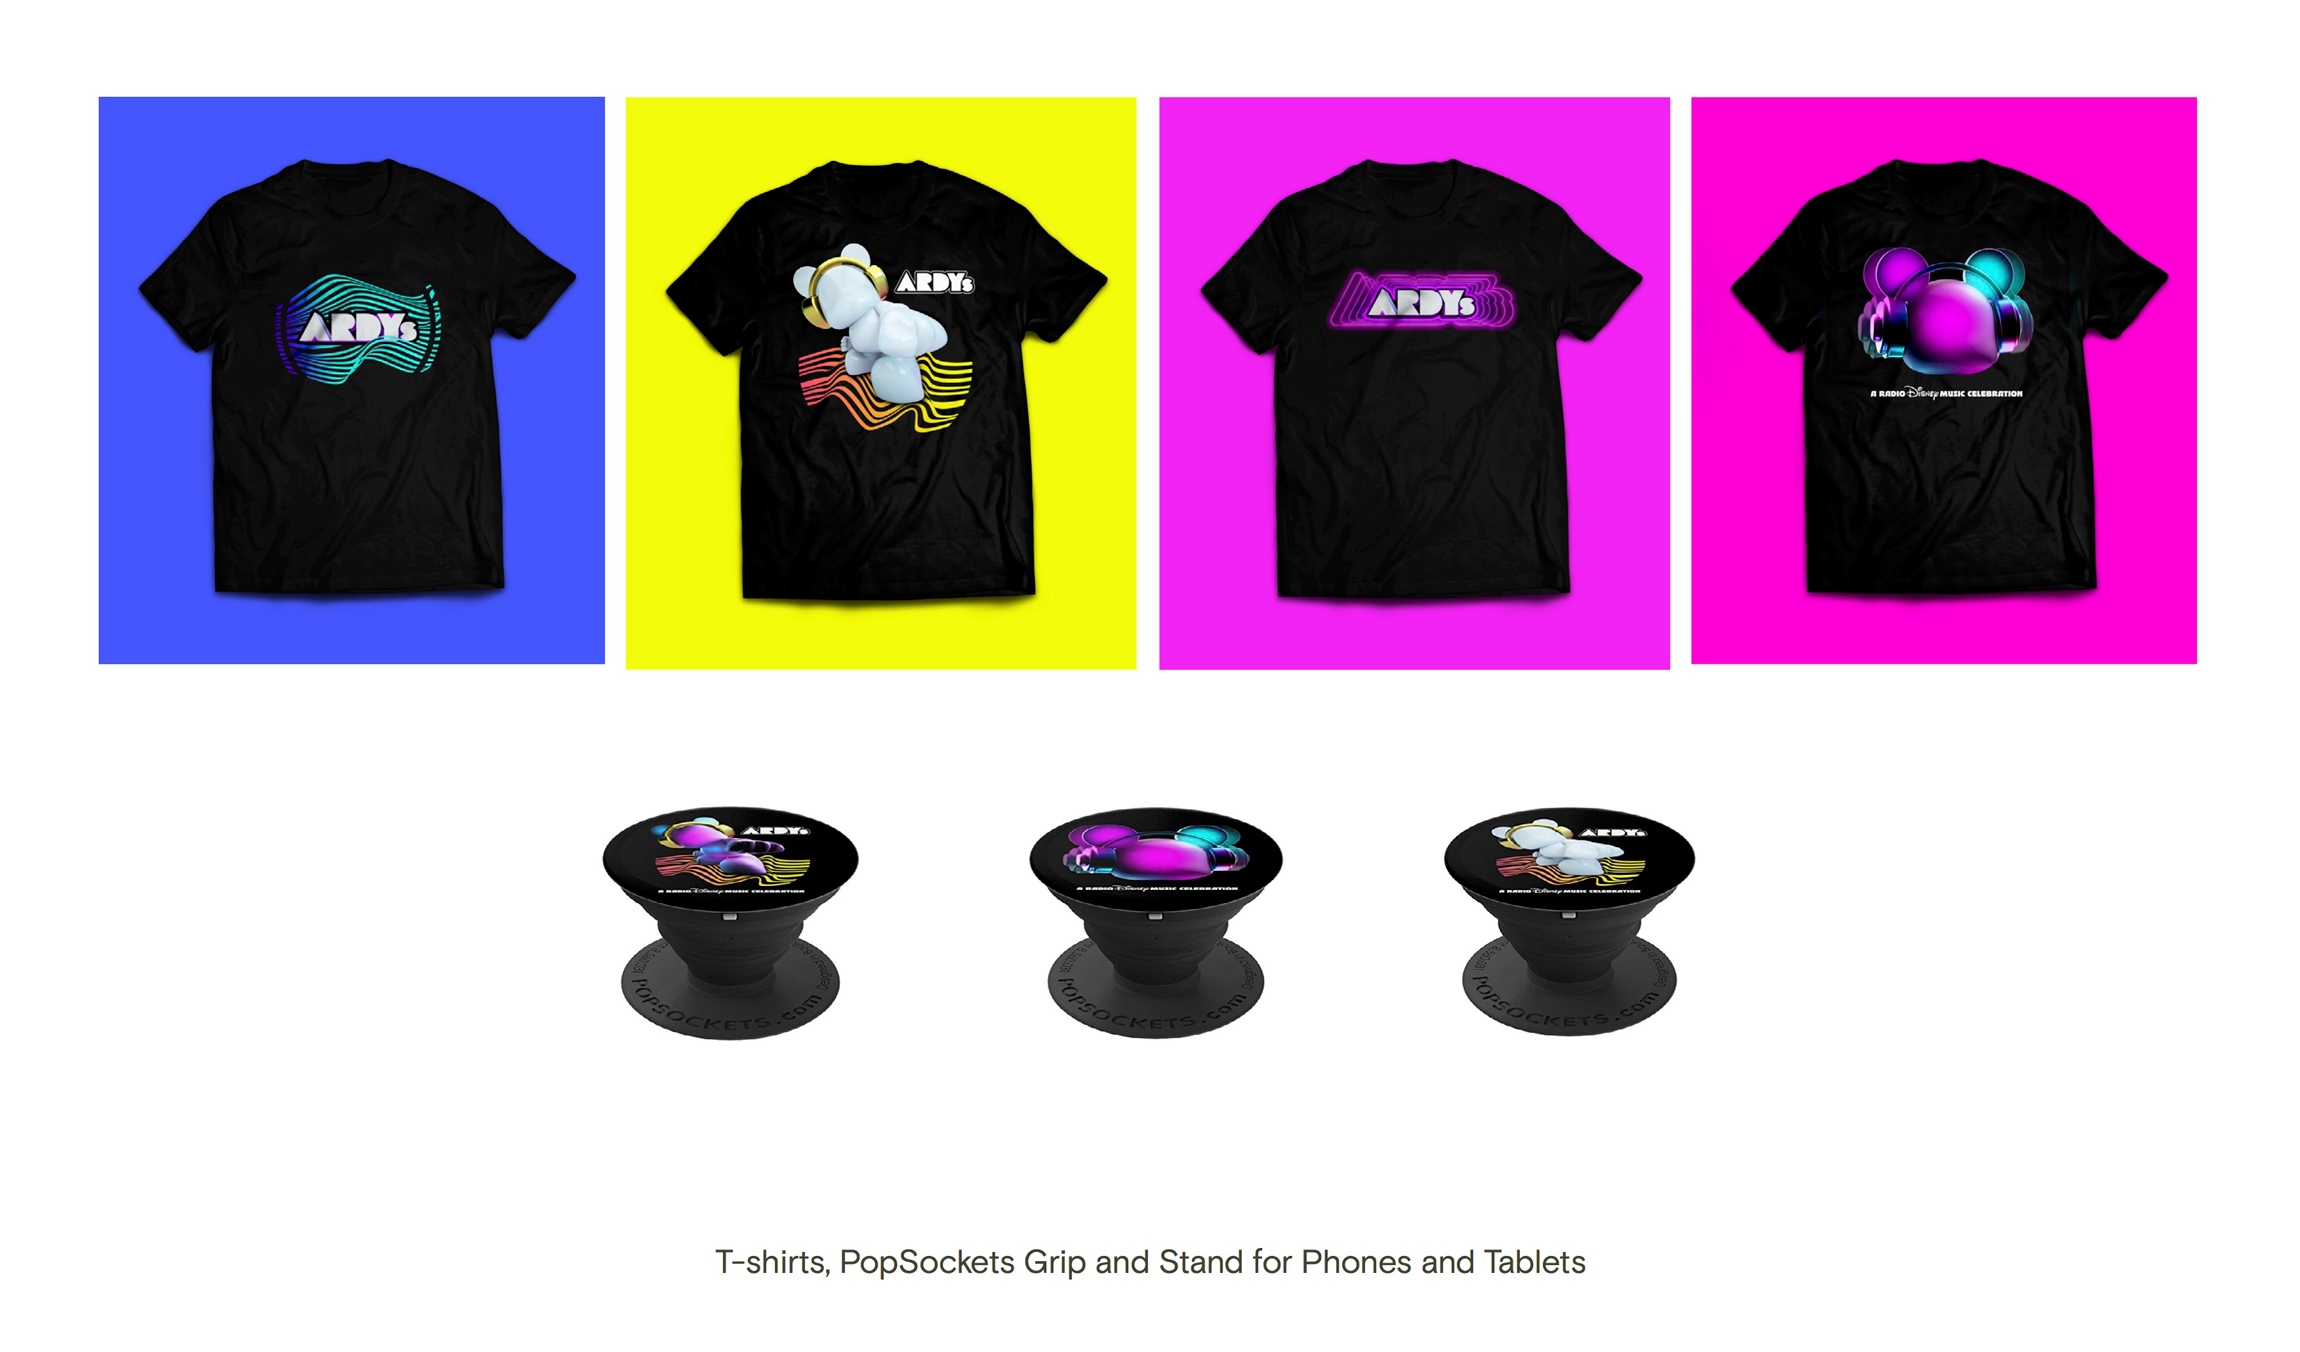 ARDYs
ARDYs
ARDYs
A RADIO Disney MUSIC CELEBRATION
ARDYs
A RADIO Disney MUSIC CELEBRATION
POPSOCKETS.com
A RADIO Disney MUSIC CELEBRATION
POPSOCKETS.com
ARDYs
A RADIO Disney MUSIC CELEBRATION
POPSOCKETS.com
T-shirts, PopSockets Grip and Stand for Phones and Tablets